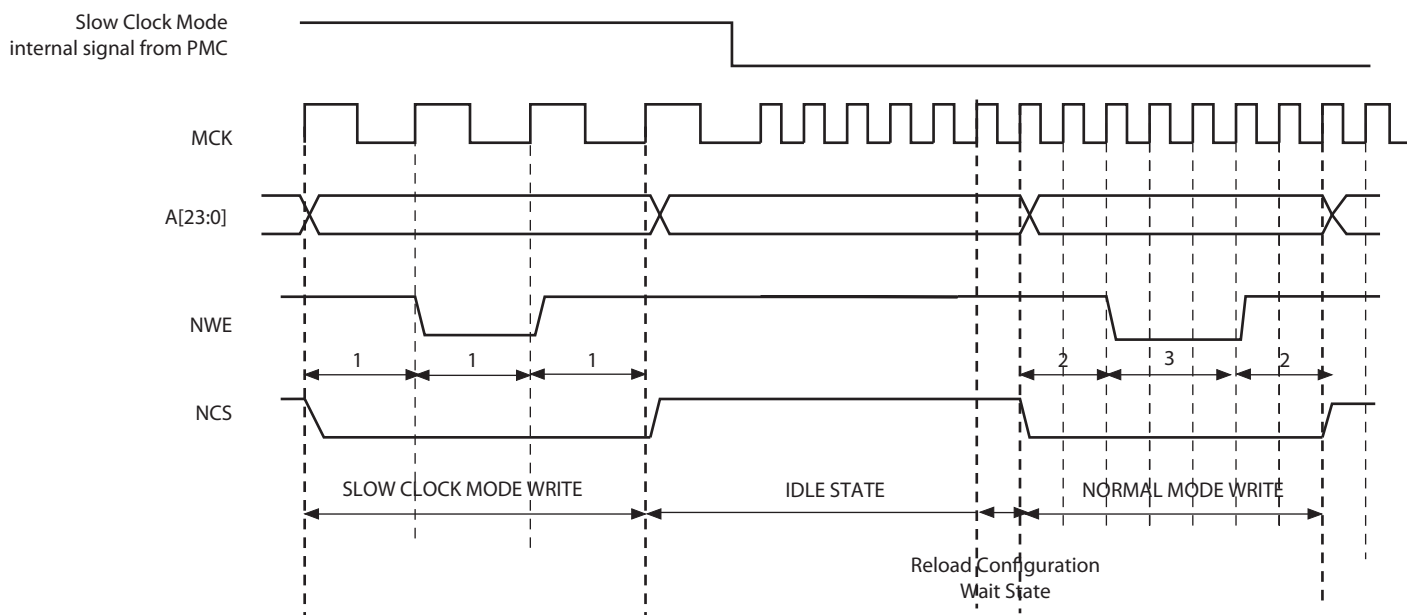 Slow Clock Mode
internal signal from PMC
MCK
A[23:0]
NWE
1 1 1 2 3 2
NCS
SLOW CLOCK MODE WRITE IDLE STATE NORMAL MODE WRITE
Reload Configuration
Wait State